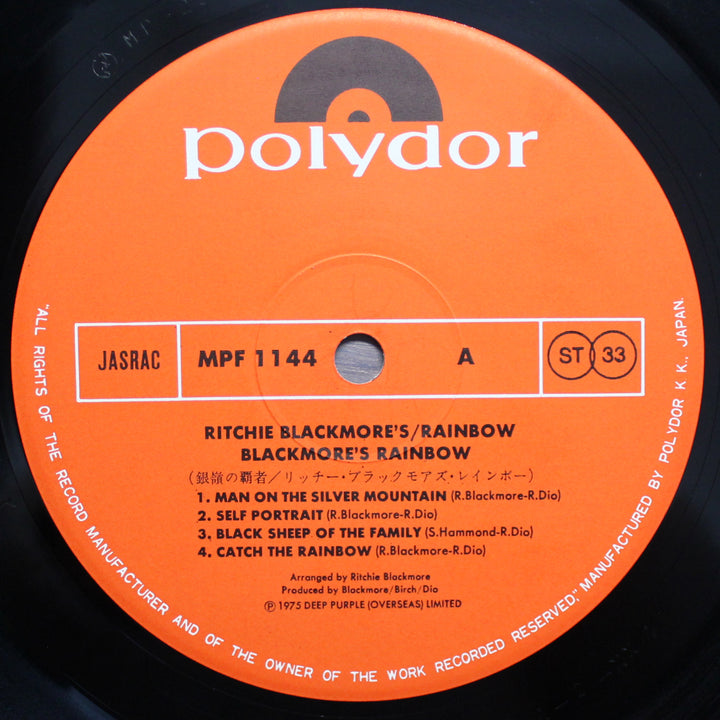 polydor
JASRAC
MPF 1144
A
ST 33
RITCHIE BLACKMORE'S/RAINBOW
BLACKMORE'S RAINBOW
(銀嶺の覇者/リッチー・ブラックモアズ・レインボー)
1. MAN ON THE SILVER MOUNTAIN (R.Blackmore-R.Dio)
2. SELF PORTRAIT (R.Blackmore-R.Dio)
3. BLACK SHEEP OF THE FAMILY (S.Hammond-R.Dio)
4. CATCH THE RAINBOW (R.Blackmore-R.Dio)
Arranged by Ritchie Blackmore
Produced by Blackmore/Birch/Dio
Ⓟ 1975 DEEP PURPLE (OVERSEAS) LIMITED
"ALL RIGHTS OF THE RECORD MANUFACTURER AND OF THE OWNER OF THE WORK RECORDED RESERVED," MANUFACTURED BY POLYDOR K K., JAPAN.